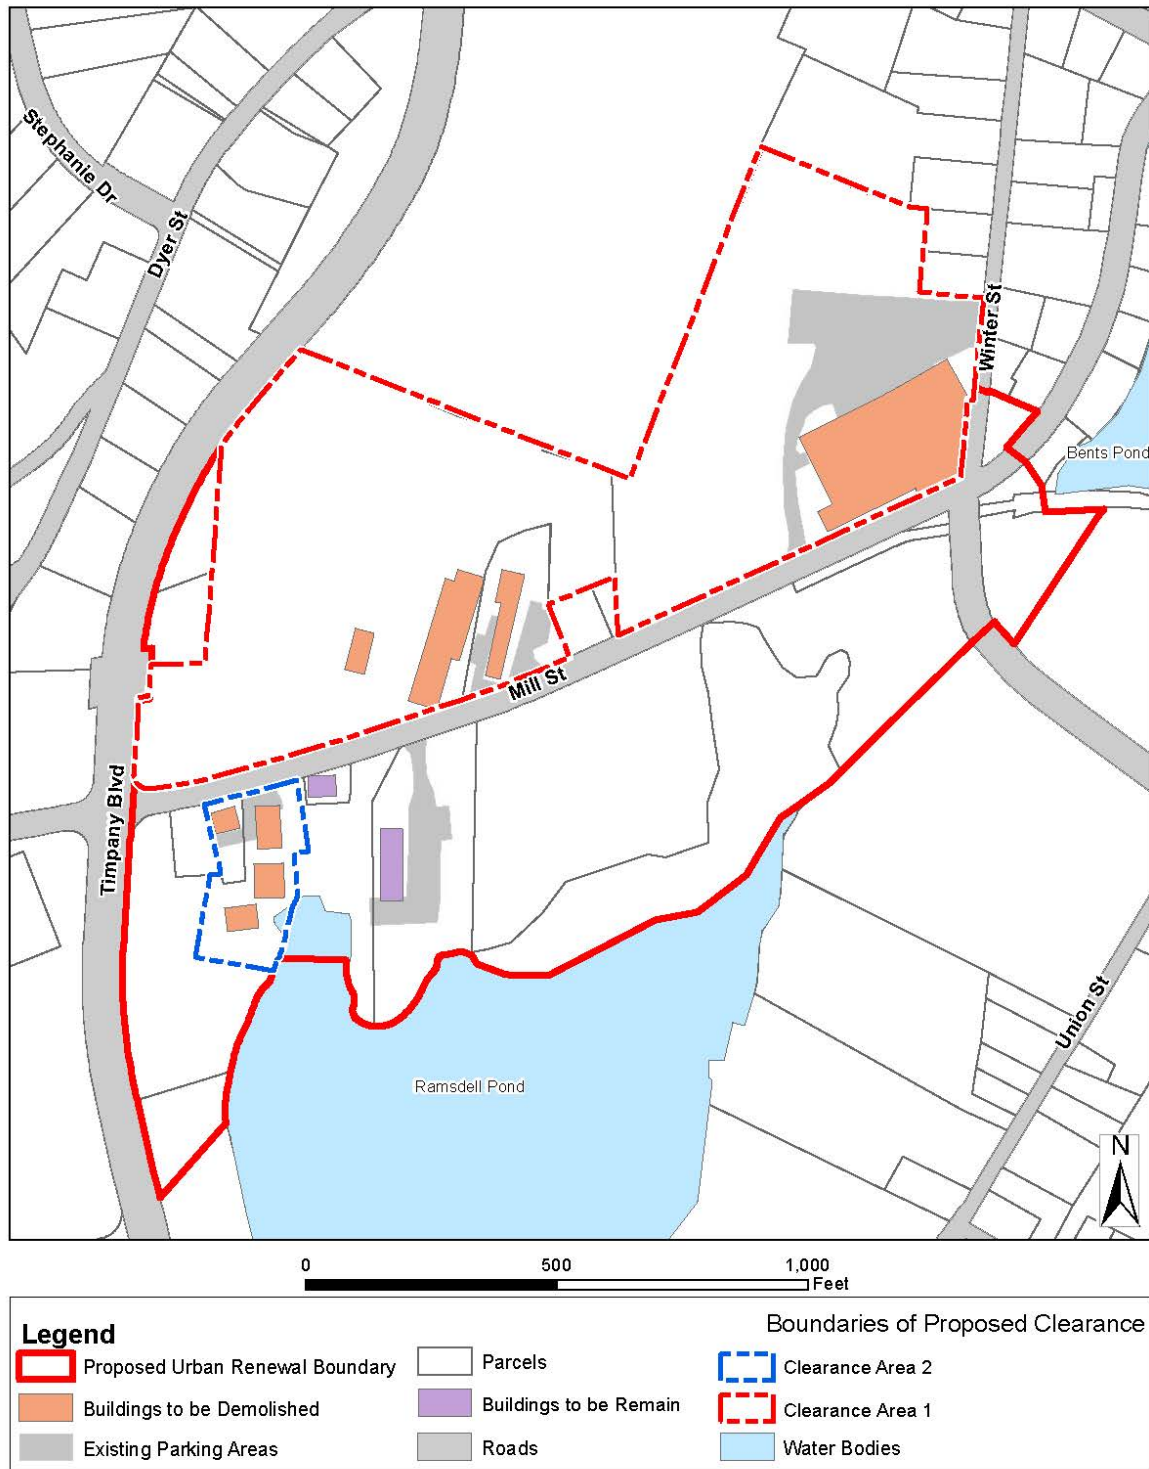 Stephanie Dr
Dyer St
Winter St
Bents Pond
Mill St
Timpany Blvd
Union St
Ramsdell Pond
N
0 500 1,000
Feet
Legend
Boundaries of Proposed Clearance
Proposed Urban Renewal Boundary
Parcels
Clearance Area 2
Buildings to be Demolished
Buildings to be Remain
Clearance Area 1
Existing Parking Areas
Roads
Water Bodies